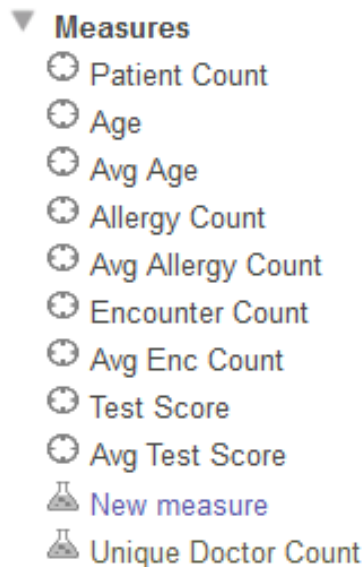 Measures
Patient Count
Age
Avg Age
Allergy Count
Avg Allergy Count
Encounter Count
Avg Enc Count
Test Score
Avg Test Score
New measure
Unique Doctor Count